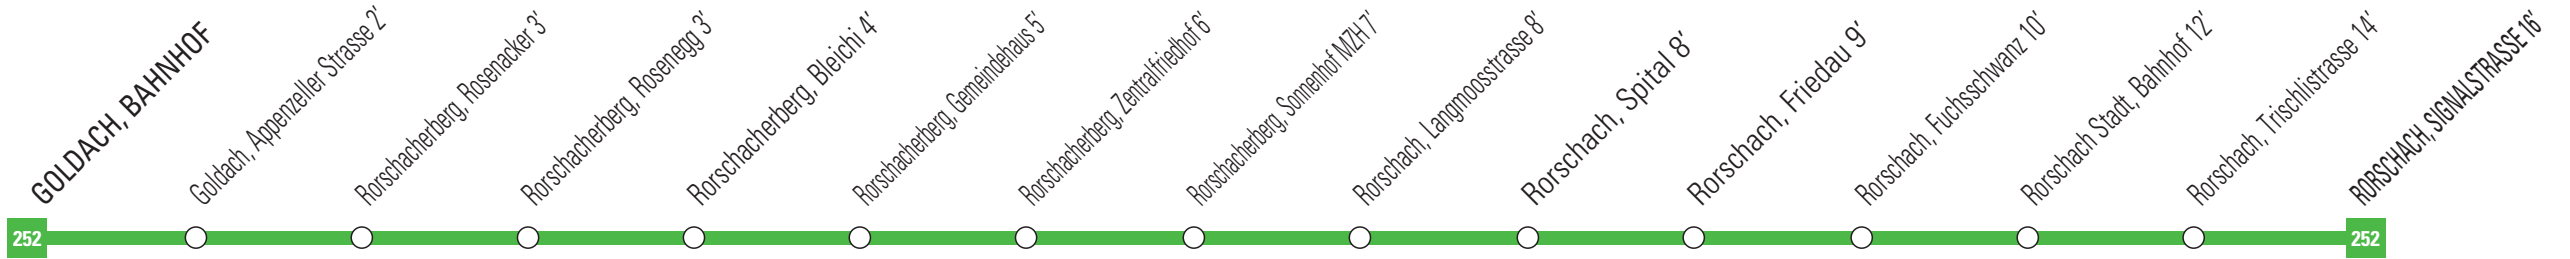 GOLDACH, BAHNHOF
Goldach, Appenzeller Strasse 2’
Rorschacherberg, Rosenacker 3’
Rorschacherberg, Rosenegg 3’
Rorschacherberg, Bleichi 4’
Rorschacherberg, Gemeindehaus 5’
Rorschacherberg, Zentralfriedhof 6’
Rorschacherberg, Sonnenhof MZH 7’
Rorschach, Langmoosstrasse 8’
Rorschach, Spital 8’
Rorschach, Friedau 9’
Rorschach, Fuchsschwanz 10’
Rorschach Stadt, Bahnhof 12’
Rorschach, Trischlistrasse 14’
RORSCHACH, SIGNALSTRASSE 16’
252
252